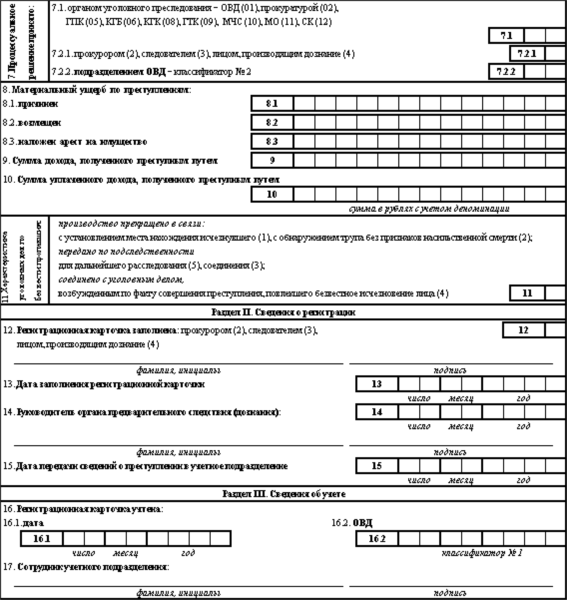 7. Процессуальное решение принято:
7.1. органом уголовного преследования – ОВД (01), прокуратурой (02),
ГПК (05), КГБ (06), КГК (08), ГТК (09), МЧС (10), МО (11), СК (12)
7.1
7.2.1. прокурором (2), следователем (3), лицом, производящим дознание (4)
7.2.1
7.2.2. подразделением ОВД – классификатор № 2
7.2.2
8. Материальный ущерб по преступлениям:
8.1. причинен
8.1
8.2. возмещен
8.2
8.3. наложен арест на имущество
8.3
9. Сумма дохода, полученного преступным путем
9
10. Сумма уплаченного дохода, полученного преступным путем
10
сумма в рублях с учетом деноминации
11. Характеристика
уголовных дел о
безвестно пропавших:
производство прекращено в связи:
с установлением места нахождения исчезнувшего (1), с обнаружением трупа без признаков насильственной смерти (2);
передано по подследственности
для дальнейшего расследования (5), соединения (3);
соединено с уголовным делом,
возбужденным по факту совершения преступления, повлекшего безвестное исчезновение лица (4)
11
Раздел II. Сведения о регистрации
12. Регистрационная карточка заполнена: прокурором (2), следователем (3),
лицом, производящим дознание (4)
12
фамилия, инициалы подпись
13. Дата заполнения регистрационной карточки
13
число месяц год
14. Руководитель органа предварительного следствия (дознания):
14
число месяц год
фамилия, инициалы подпись
15. Дата передачи сведений о преступлении в учетное подразделение
15
число месяц год
Раздел III. Сведения об учете
16. Регистрационная карточка учтена:
16.1. дата 16.2. ОВД
16.1 16.2
число месяц год классификатор № 1
17. Сотрудник учетного подразделения:
фамилия, инициалы подпись